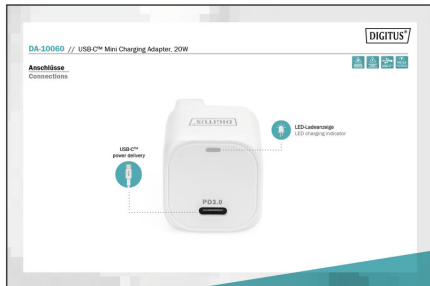 DIGITUS®
DA-10060 // USB-C™ Mini Charging Adapter, 20W
Anschlüsse
Connections
DIGITUS
LED-Ladeanzeige
LED charging indicator
USB-C™
power delivery
PD3.0